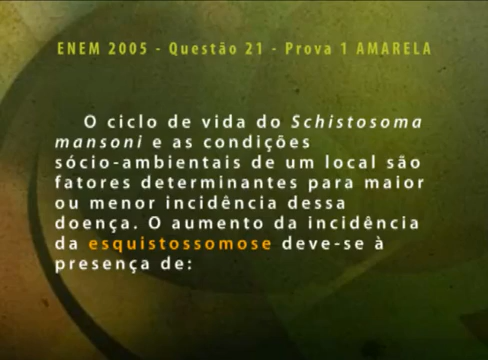 ENEM 2005 - Questão 21 - Prova 1 AMARELA
O ciclo de vida do Schistosoma
mansoni e as condições
sócio-ambientais de um local são
fatores determinantes para maior
ou menor incidência dessa
doença. O aumento da incidência
da esquistossomose deve-se à
presença de: